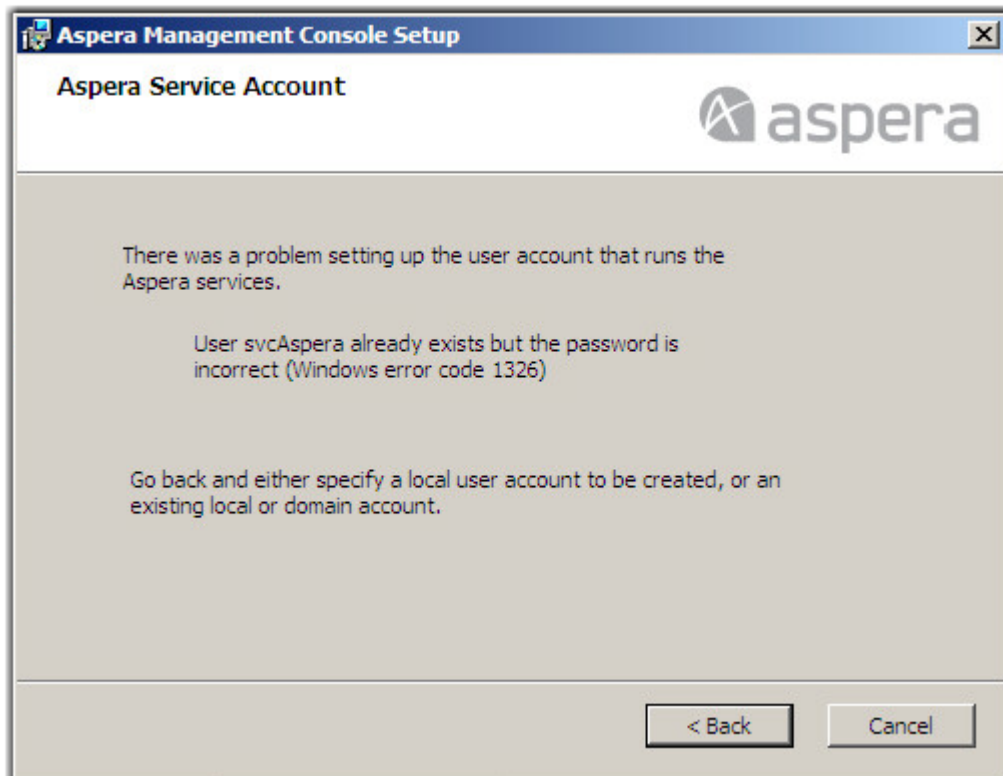 Aspera Management Console Setup
Aspera Service Account
aspera
There was a problem setting up the user account that runs the
Aspera services.
User svcAspera already exists but the password is
incorrect (Windows error code 1326)
Go back and either specify a local user account to be created, or an
existing local or domain account.
< Back
Cancel